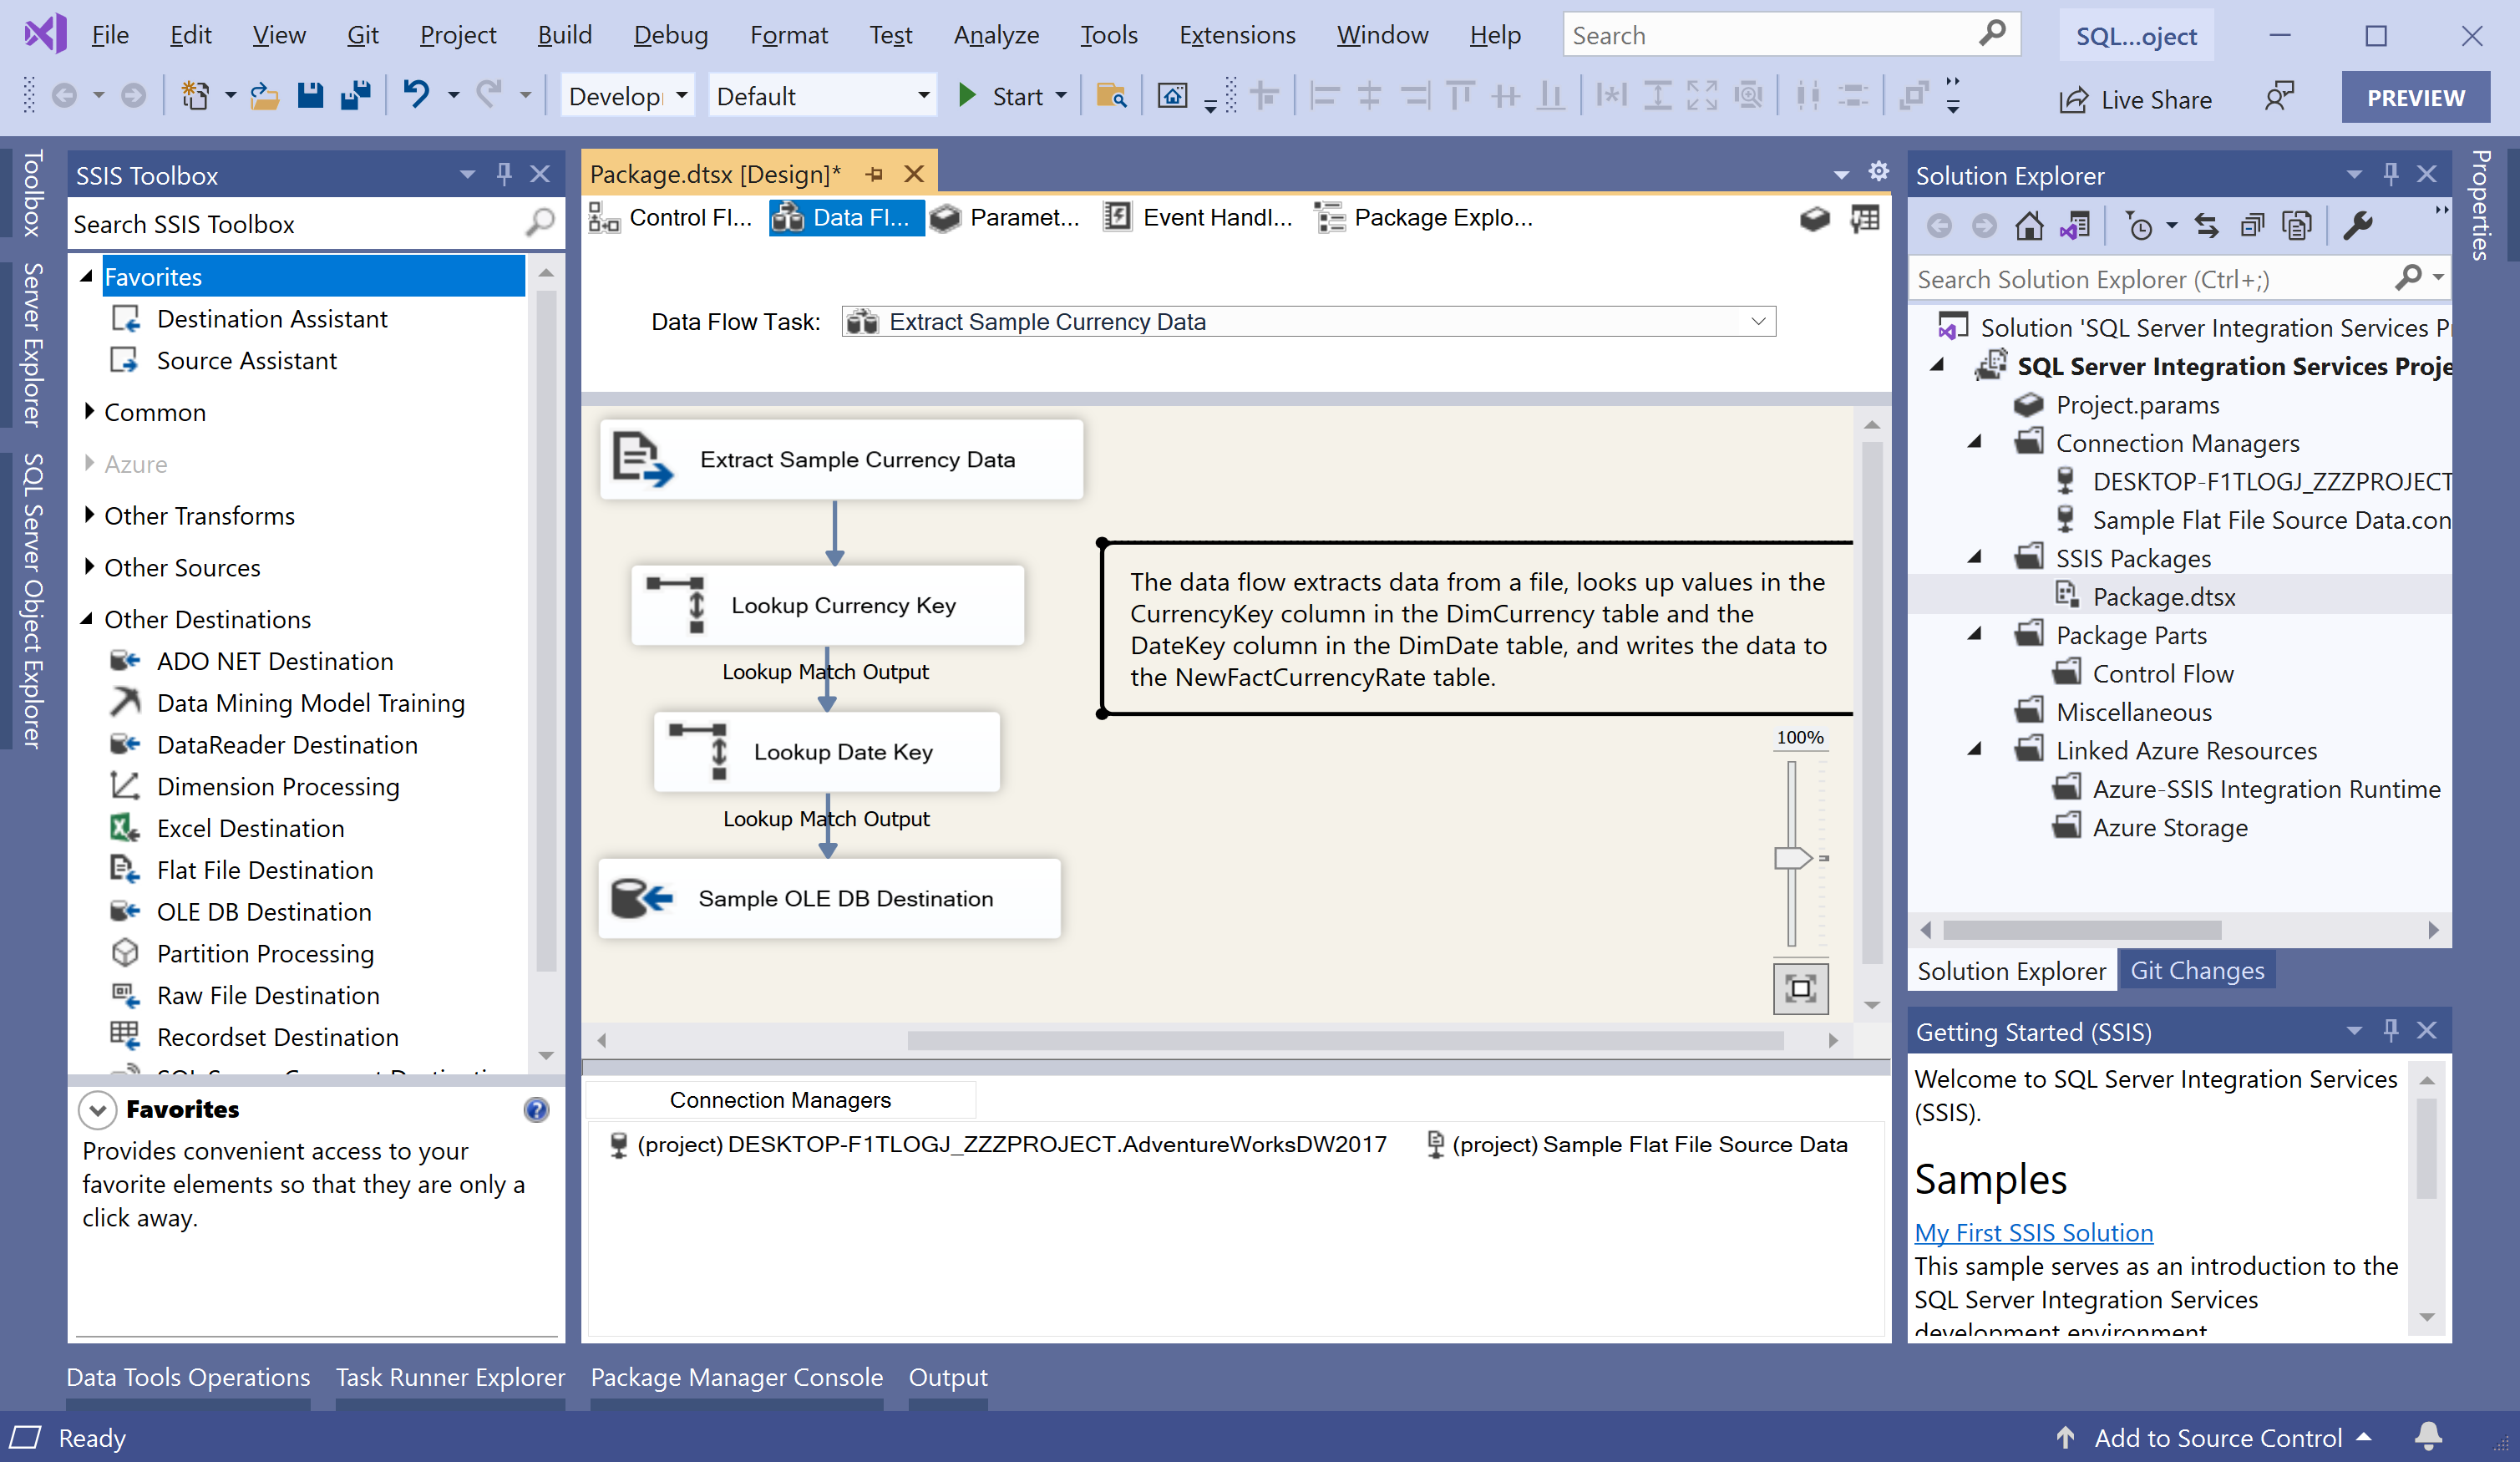 File Edit View Git Project Build Debug Format Test Analyze Tools Extensions Window Help Search SQL...oject
Develop Default Start Live Share PREVIEW
Toolbox
Server Explorer
SQL Server Object Explorer
SSIS Toolbox
Search SSIS Toolbox
Favorites
Destination Assistant
Source Assistant
Common
Azure
Other Transforms
Other Sources
Other Destinations
ADO NET Destination
Data Mining Model Training
DataReader Destination
Dimension Processing
Excel Destination
Flat File Destination
OLE DB Destination
Partition Processing
Raw File Destination
Recordset Destination
Favorites
Provides convenient access to your
favorite elements so that they are only a
click away.
Package.dtsx [Design]*
Control Fl... Data Fl... Paramet... Event Handl... Package Explo...
Data Flow Task: Extract Sample Currency Data
Extract Sample Currency Data
Lookup Currency Key
Lookup Match Output
Lookup Date Key
Lookup Match Output
Sample OLE DB Destination
The data flow extracts data from a file, looks up values in the
CurrencyKey column in the DimCurrency table and the
DateKey column in the DimDate table, and writes the data to
the NewFactCurrencyRate table.
100%
Connection Managers
(project) DESKTOP-F1TLOGJ_ZZZPROJECT.AdventureWorksDW2017 (project) Sample Flat File Source Data
Solution Explorer
Search Solution Explorer (Ctrl+;)
Solution 'SQL Server Integration Services P
SQL Server Integration Services Proje
Project.params
Connection Managers
DESKTOP-F1TLOGJ_ZZZPROJECT
Sample Flat File Source Data.con
SSIS Packages
Package.dtsx
Package Parts
Control Flow
Miscellaneous
Linked Azure Resources
Azure-SSIS Integration Runtime
Azure Storage
Solution Explorer Git Changes
Getting Started (SSIS)
Welcome to SQL Server Integration Services
(SSIS).
Samples
My First SSIS Solution
This sample serves as an introduction to the
SQL Server Integration Services
development environment
Properties
Data Tools Operations Task Runner Explorer Package Manager Console Output
Ready Add to Source Control